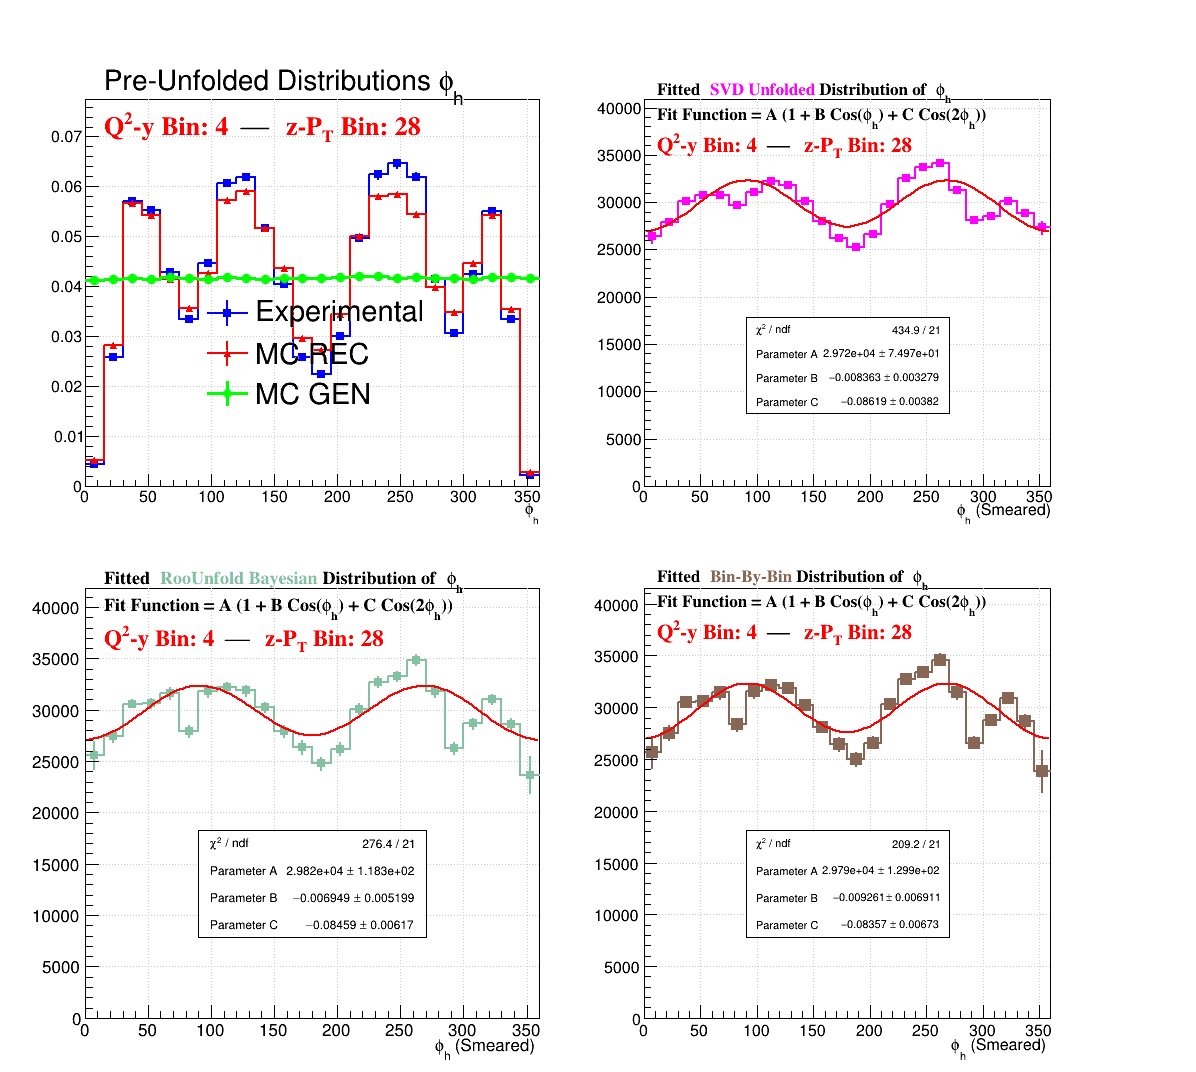 Pre-Unfolded Distributions ϕh
Q2-y Bin: 4 — z-PT Bin: 28
0.07
0.06
0.05
0.04
0.03
0.02
0.01
0
Experimental
MC REC
MC GEN
0 50 100 150 200 250 300 350
ϕh
Fitted SVD Unfolded Distribution of ϕh
Fit Function = A (1 + B Cos(ϕh) + C Cos(2ϕh))
Q2-y Bin: 4 — z-PT Bin: 28
40000
35000
30000
25000
20000
15000
10000
5000
0
χ2 / ndf 434.9 / 21
Parameter A 2.972e+04 ± 7.497e+01
Parameter B −0.008363 ± 0.003279
Parameter C −0.08619 ± 0.00382
0 50 100 150 200 250 300 350
ϕh (Smeared)
Fitted RooUnfold Bayesian Distribution of ϕh
Fit Function = A (1 + B Cos(ϕh) + C Cos(2ϕh))
Q2-y Bin: 4 — z-PT Bin: 28
40000
35000
30000
25000
20000
15000
10000
5000
0
χ2 / ndf 276.4 / 21
Parameter A 2.982e+04 ± 1.183e+02
Parameter B −0.006949 ± 0.005199
Parameter C −0.08459 ± 0.00617
0 50 100 150 200 250 300 350
ϕh (Smeared)
Fitted Bin-By-Bin Distribution of ϕh
Fit Function = A (1 + B Cos(ϕh) + C Cos(2ϕh))
Q2-y Bin: 4 — z-PT Bin: 28
40000
35000
30000
25000
20000
15000
10000
5000
0
χ2 / ndf 209.2 / 21
Parameter A 2.979e+04 ± 1.299e+02
Parameter B −0.009261 ± 0.006911
Parameter C −0.08357 ± 0.00673
0 50 100 150 200 250 300 350
ϕh (Smeared)